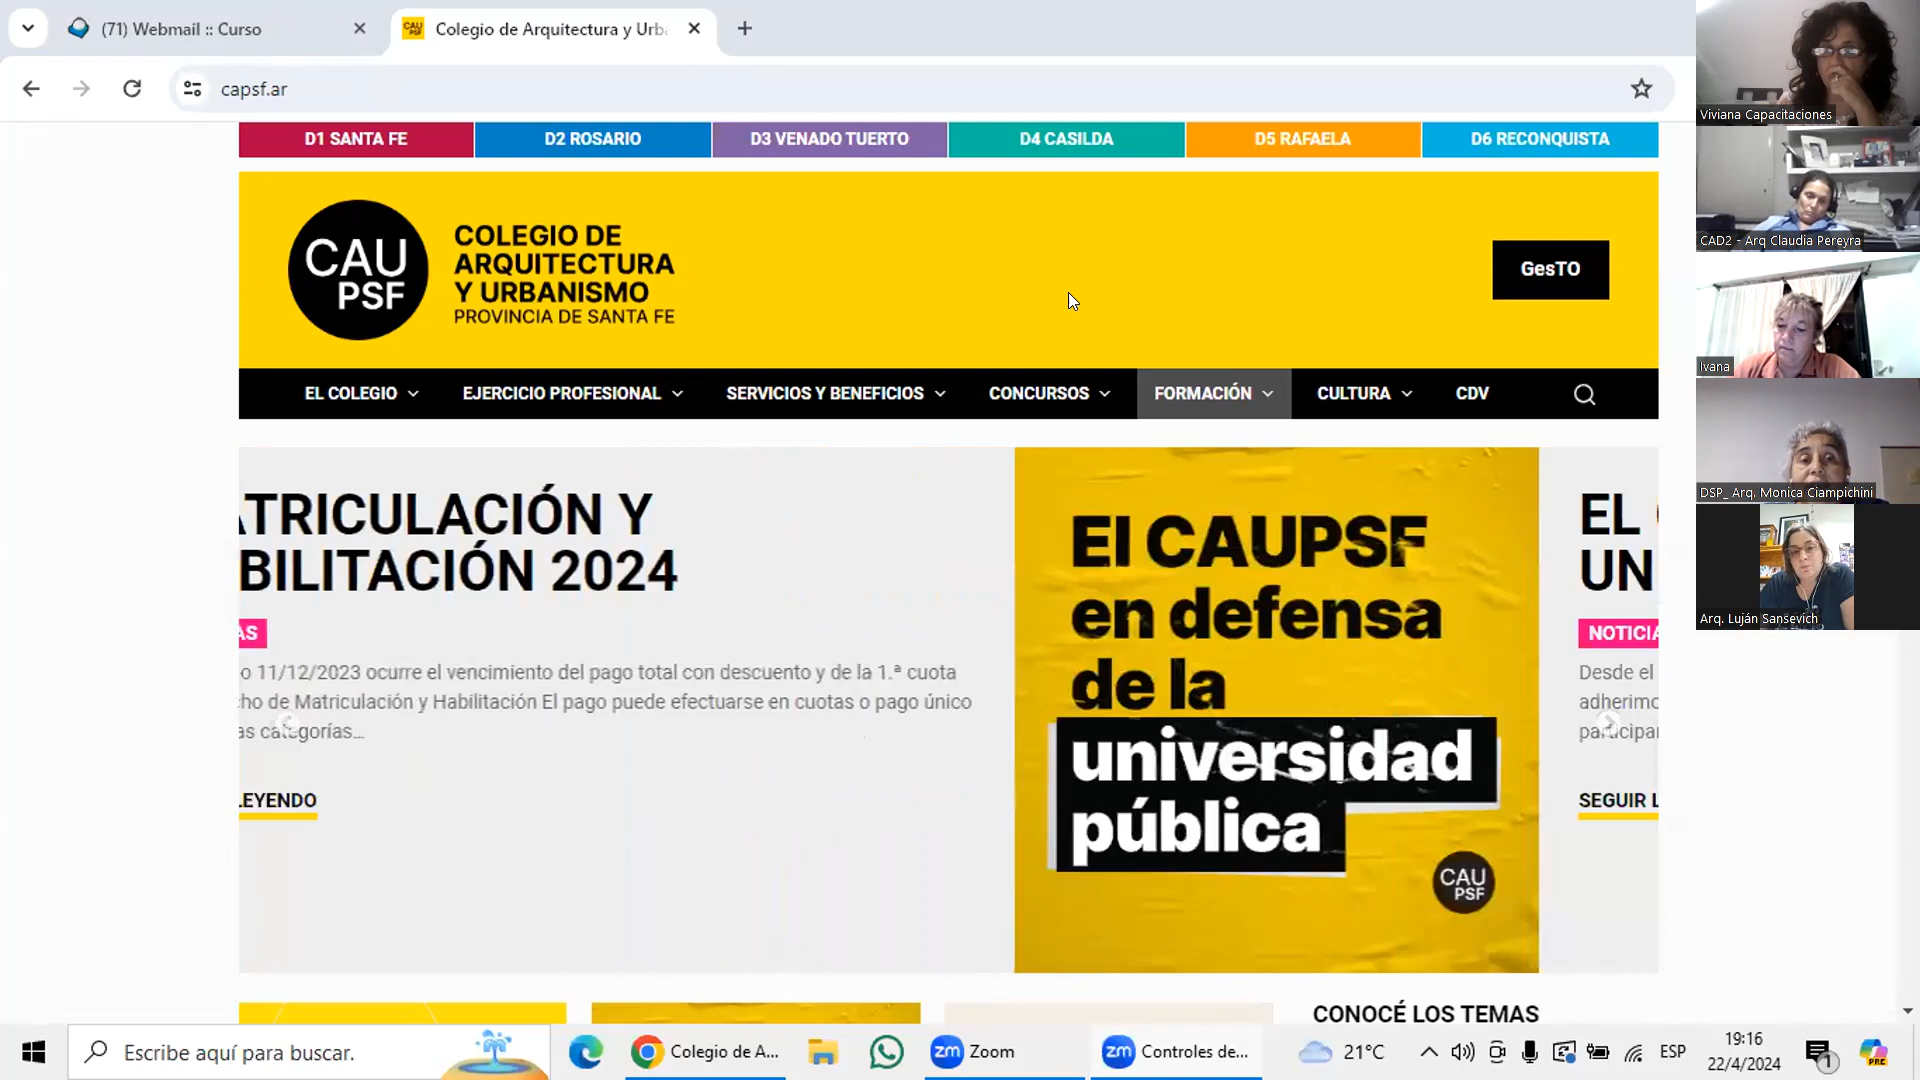 (71) Webmail :: Curso
Colegio de Arquitectura y Urb
capsf.ar
D1 SANTA FE
D2 ROSARIO
D3 VENADO TUERTO
D4 CASILDA
D5 RAFAELA
D6 RECONQUISTA
CAU
PSF
COLEGIO DE
ARQUITECTURA
Y URBANISMO
PROVINCIA DE SANTA FE
GesTO
EL COLEGIO
EJERCICIO PROFESIONAL
SERVICIOS Y BENEFICIOS
CONCURSOS
FORMACIÓN
CULTURA
CDV
ATRICULACIÓN Y
BILITACIÓN 2024
AS
o 11/12/2023 ocurre el vencimiento del pago total con descuento y de la 1.ª cuota
cho de Matriculación y Habilitación El pago puede efectuarse en cuotas o pago único
as categorías...
LEYENDO
El CAUPSF
en defensa
de la
universidad
pública
CAU
PSF
EL
UN
NOTICIA
Desde el
adherimo
participar
SEGUIR L
CONOCÉ LOS TEMAS
Viviana Capacitaciones
CAD2 - Arq Claudia Pereyra
Ivana
DSP_ Arq. Monica Ciampichini
Arq. Luján Sansevich
Escribe aquí para buscar.
Colegio de A...
zm
Zoom
zm
Controles de...
21°C
ESP
19:16
22/4/2024
1
PRE